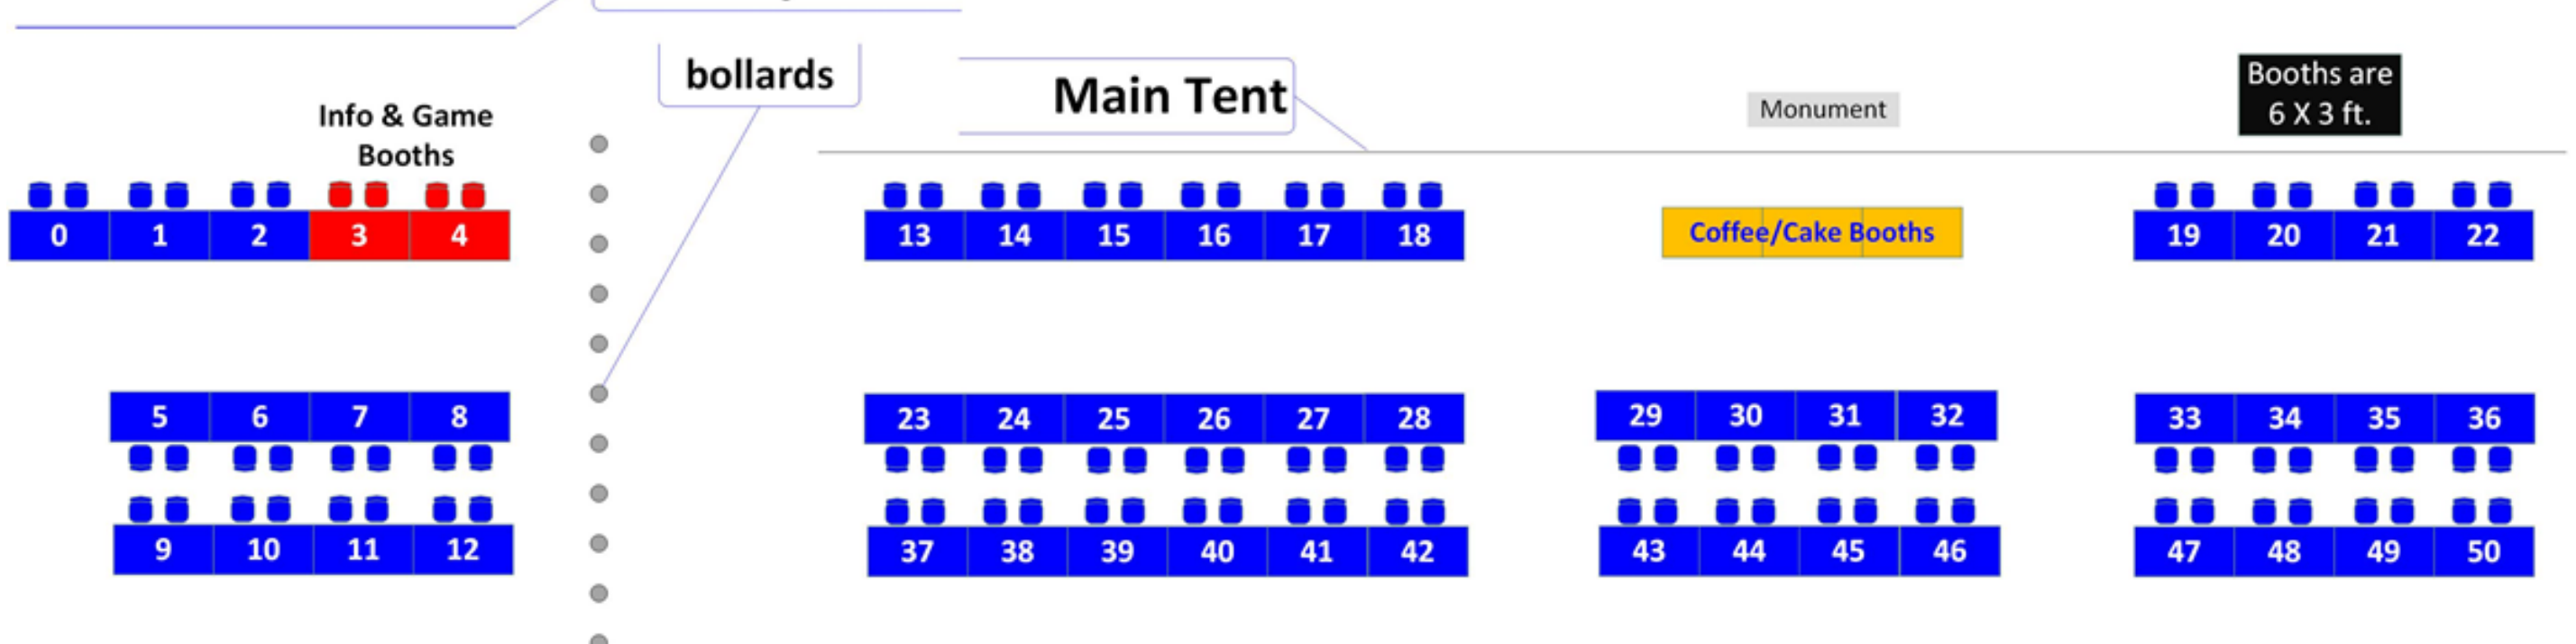 bollards
Main Tent
Monument
Booths are
6 X 3 ft.
Info & Game
Booths
0 1 2 3 4
13 14 15 16 17 18
Coffee/Cake Booths
19 20 21 22
5 6 7 8
23 24 25 26 27 28
29 30 31 32
33 34 35 36
9 10 11 12
37 38 39 40 41 42
43 44 45 46
47 48 49 50